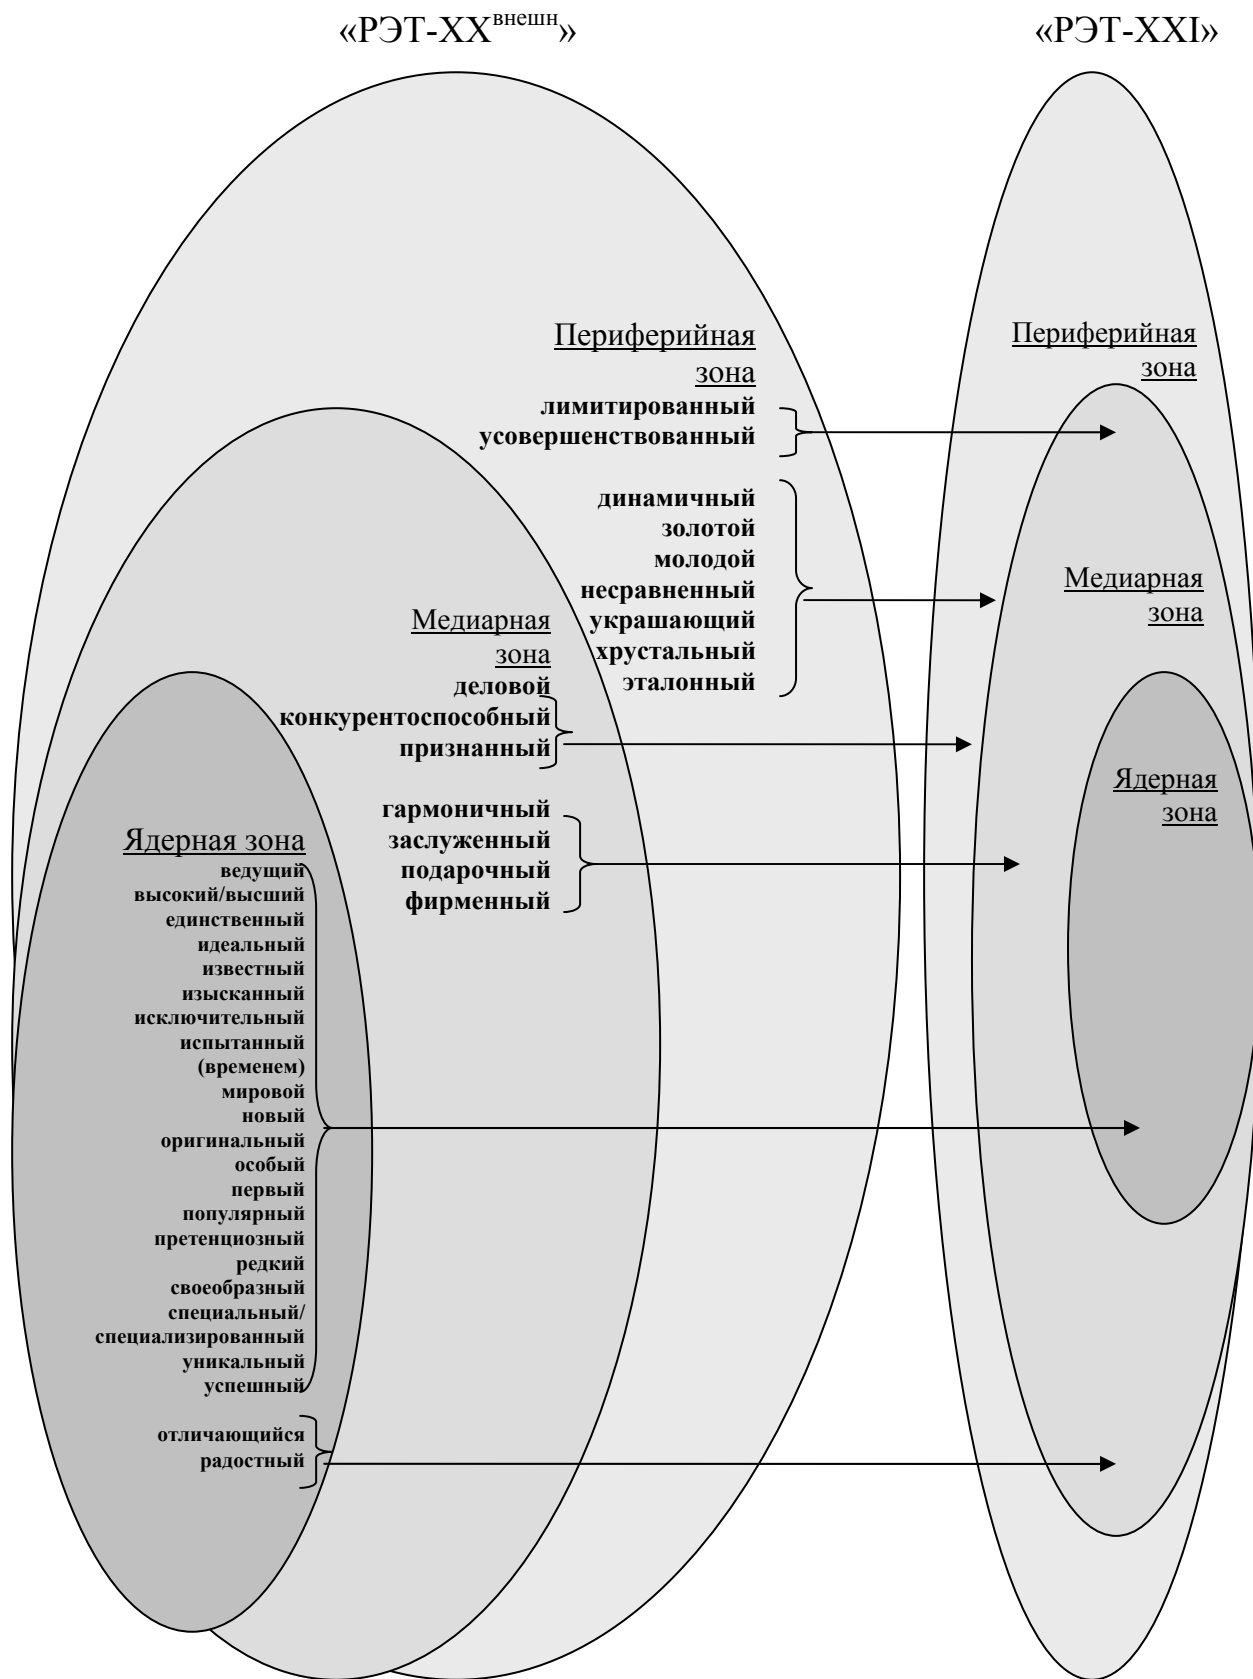 «РЭТ-XXвнешн»
«РЭТ-XXI»
Периферийная
зона
лимитированный
усовершенствованный
динамичный
золотой
молодой
несравненный
украшающий
хрустальный
эталонный
Медиарная
зона
деловой
конкурентоспособный
признанный
гармоничный
заслуженный
подарочный
фирменный
Ядерная зона
ведущий
высокий/высший
единственный
идеальный
известный
изысканный
исключительный
испытанный
(временем)
мировой
новый
оригинальный
особый
первый
популярный
претенциозный
редкий
своеобразный
специальный/
специализированный
уникальный
успешный
отличающийся
радостный
Периферийная
зона
Медиарная
зона
Ядерная
зона